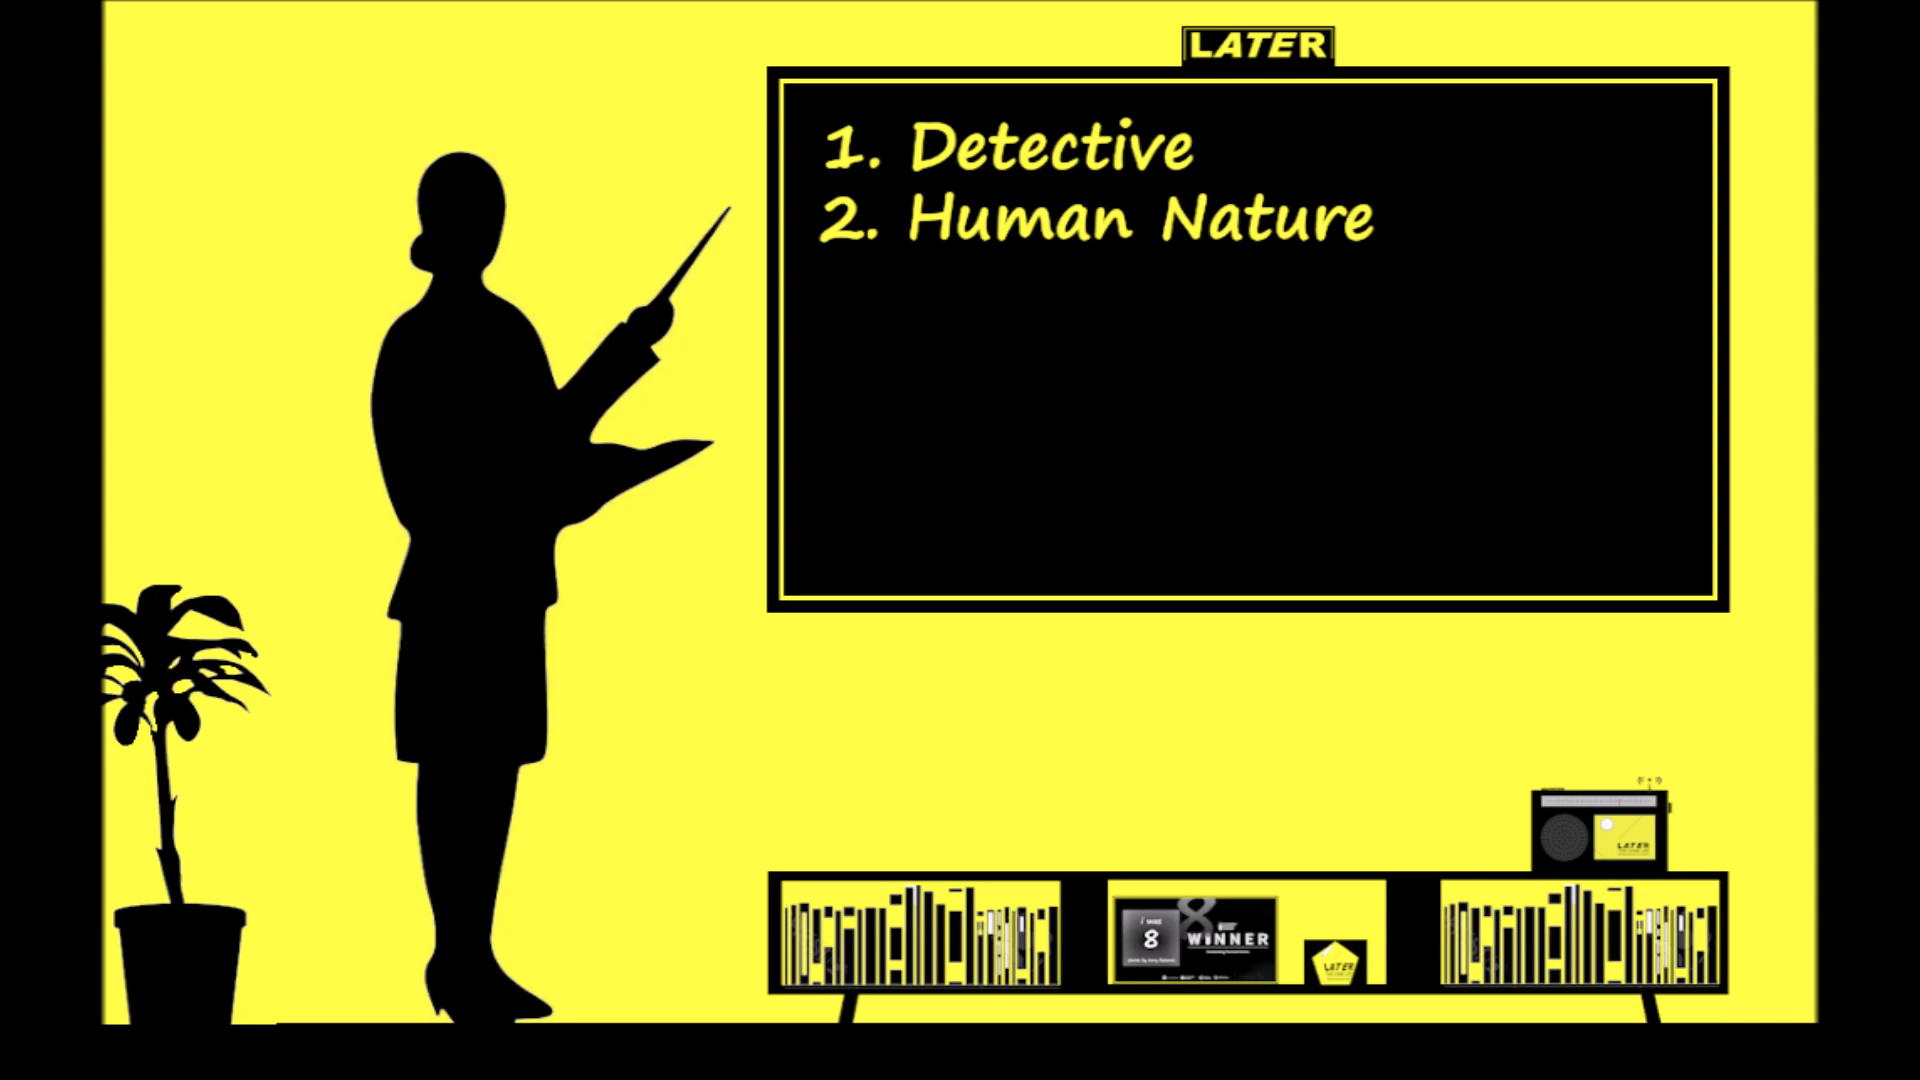 LATER
1. Detective
2. Human Nature
LATER
8
WINNER
LATER